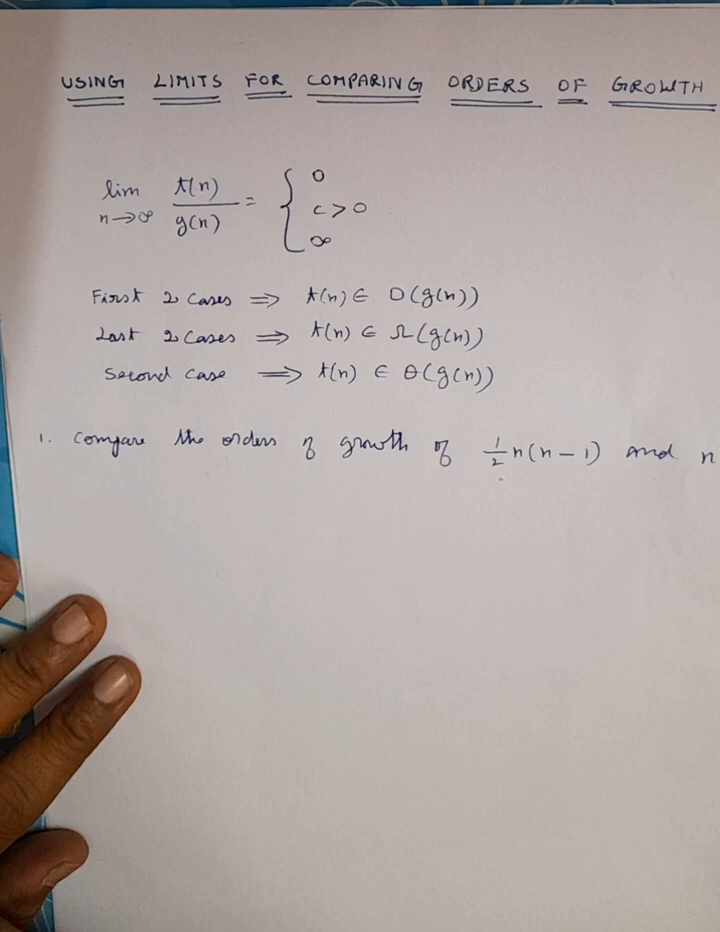 USING LIMITS FOR COMPARING ORDERS OF GROWTH
lim n→∞ t(n)/g(n) = { 0
c > 0
∞
First 2 Cases ⟹ t(n) ∈ O(g(n))
Last 2 Cases ⟹ t(n) ∈ Ω(g(n))
Second case ⟹ t(n) ∈ Θ(g(n))
1. Compare the orders of growth of 1/2 n(n-1) and n